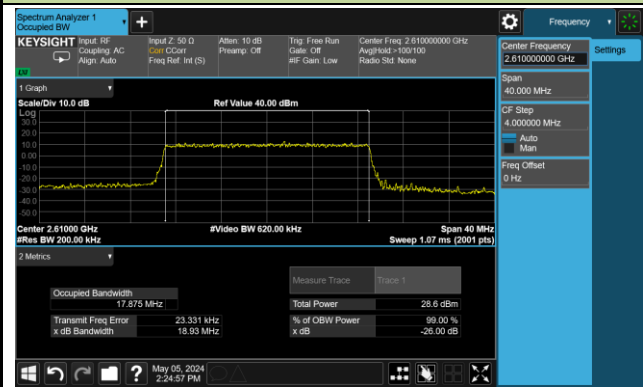 Spectrum Analyzer 1
Occupied BW
+
Frequency
KEYSIGHT
Input: RF
Coupling: AC
Align: Auto
Input Z: 50 Ω
Corr CCorr
Freq Ref: Int (S)
Atten: 10 dB
Preamp: Off
Trig: Free Run
Gate: Off
#IF Gain: Low
Center Freq: 2.610000000 GHz
Avg|Hold:>100/100
Radio Std: None
Center Frequency
2.610000000 GHz
Settings
Span
40.000 MHz
CF Step
4.000000 MHz
Auto
Man
Freq Offset
0 Hz
1 Graph
Scale/Div 10.0 dB
Ref Value 40.00 dBm
Log
30.0
20.0
10.0
0.00
-10.0
-20.0
-30.0
-40.0
-50.0
Center 2.61000 GHz
#Video BW 620.00 kHz
Span 40 MHz
#Res BW 200.00 kHz
Sweep 1.07 ms (2001 pts)
2 Metrics
Measure Trace
Trace 1
Occupied Bandwidth
17.875 MHz
Total Power
28.6 dBm
Transmit Freq Error
23.331 kHz
% of OBW Power
99.00 %
x dB Bandwidth
18.93 MHz
x dB
-26.00 dB
?
May 05, 2024
2:24:57 PM